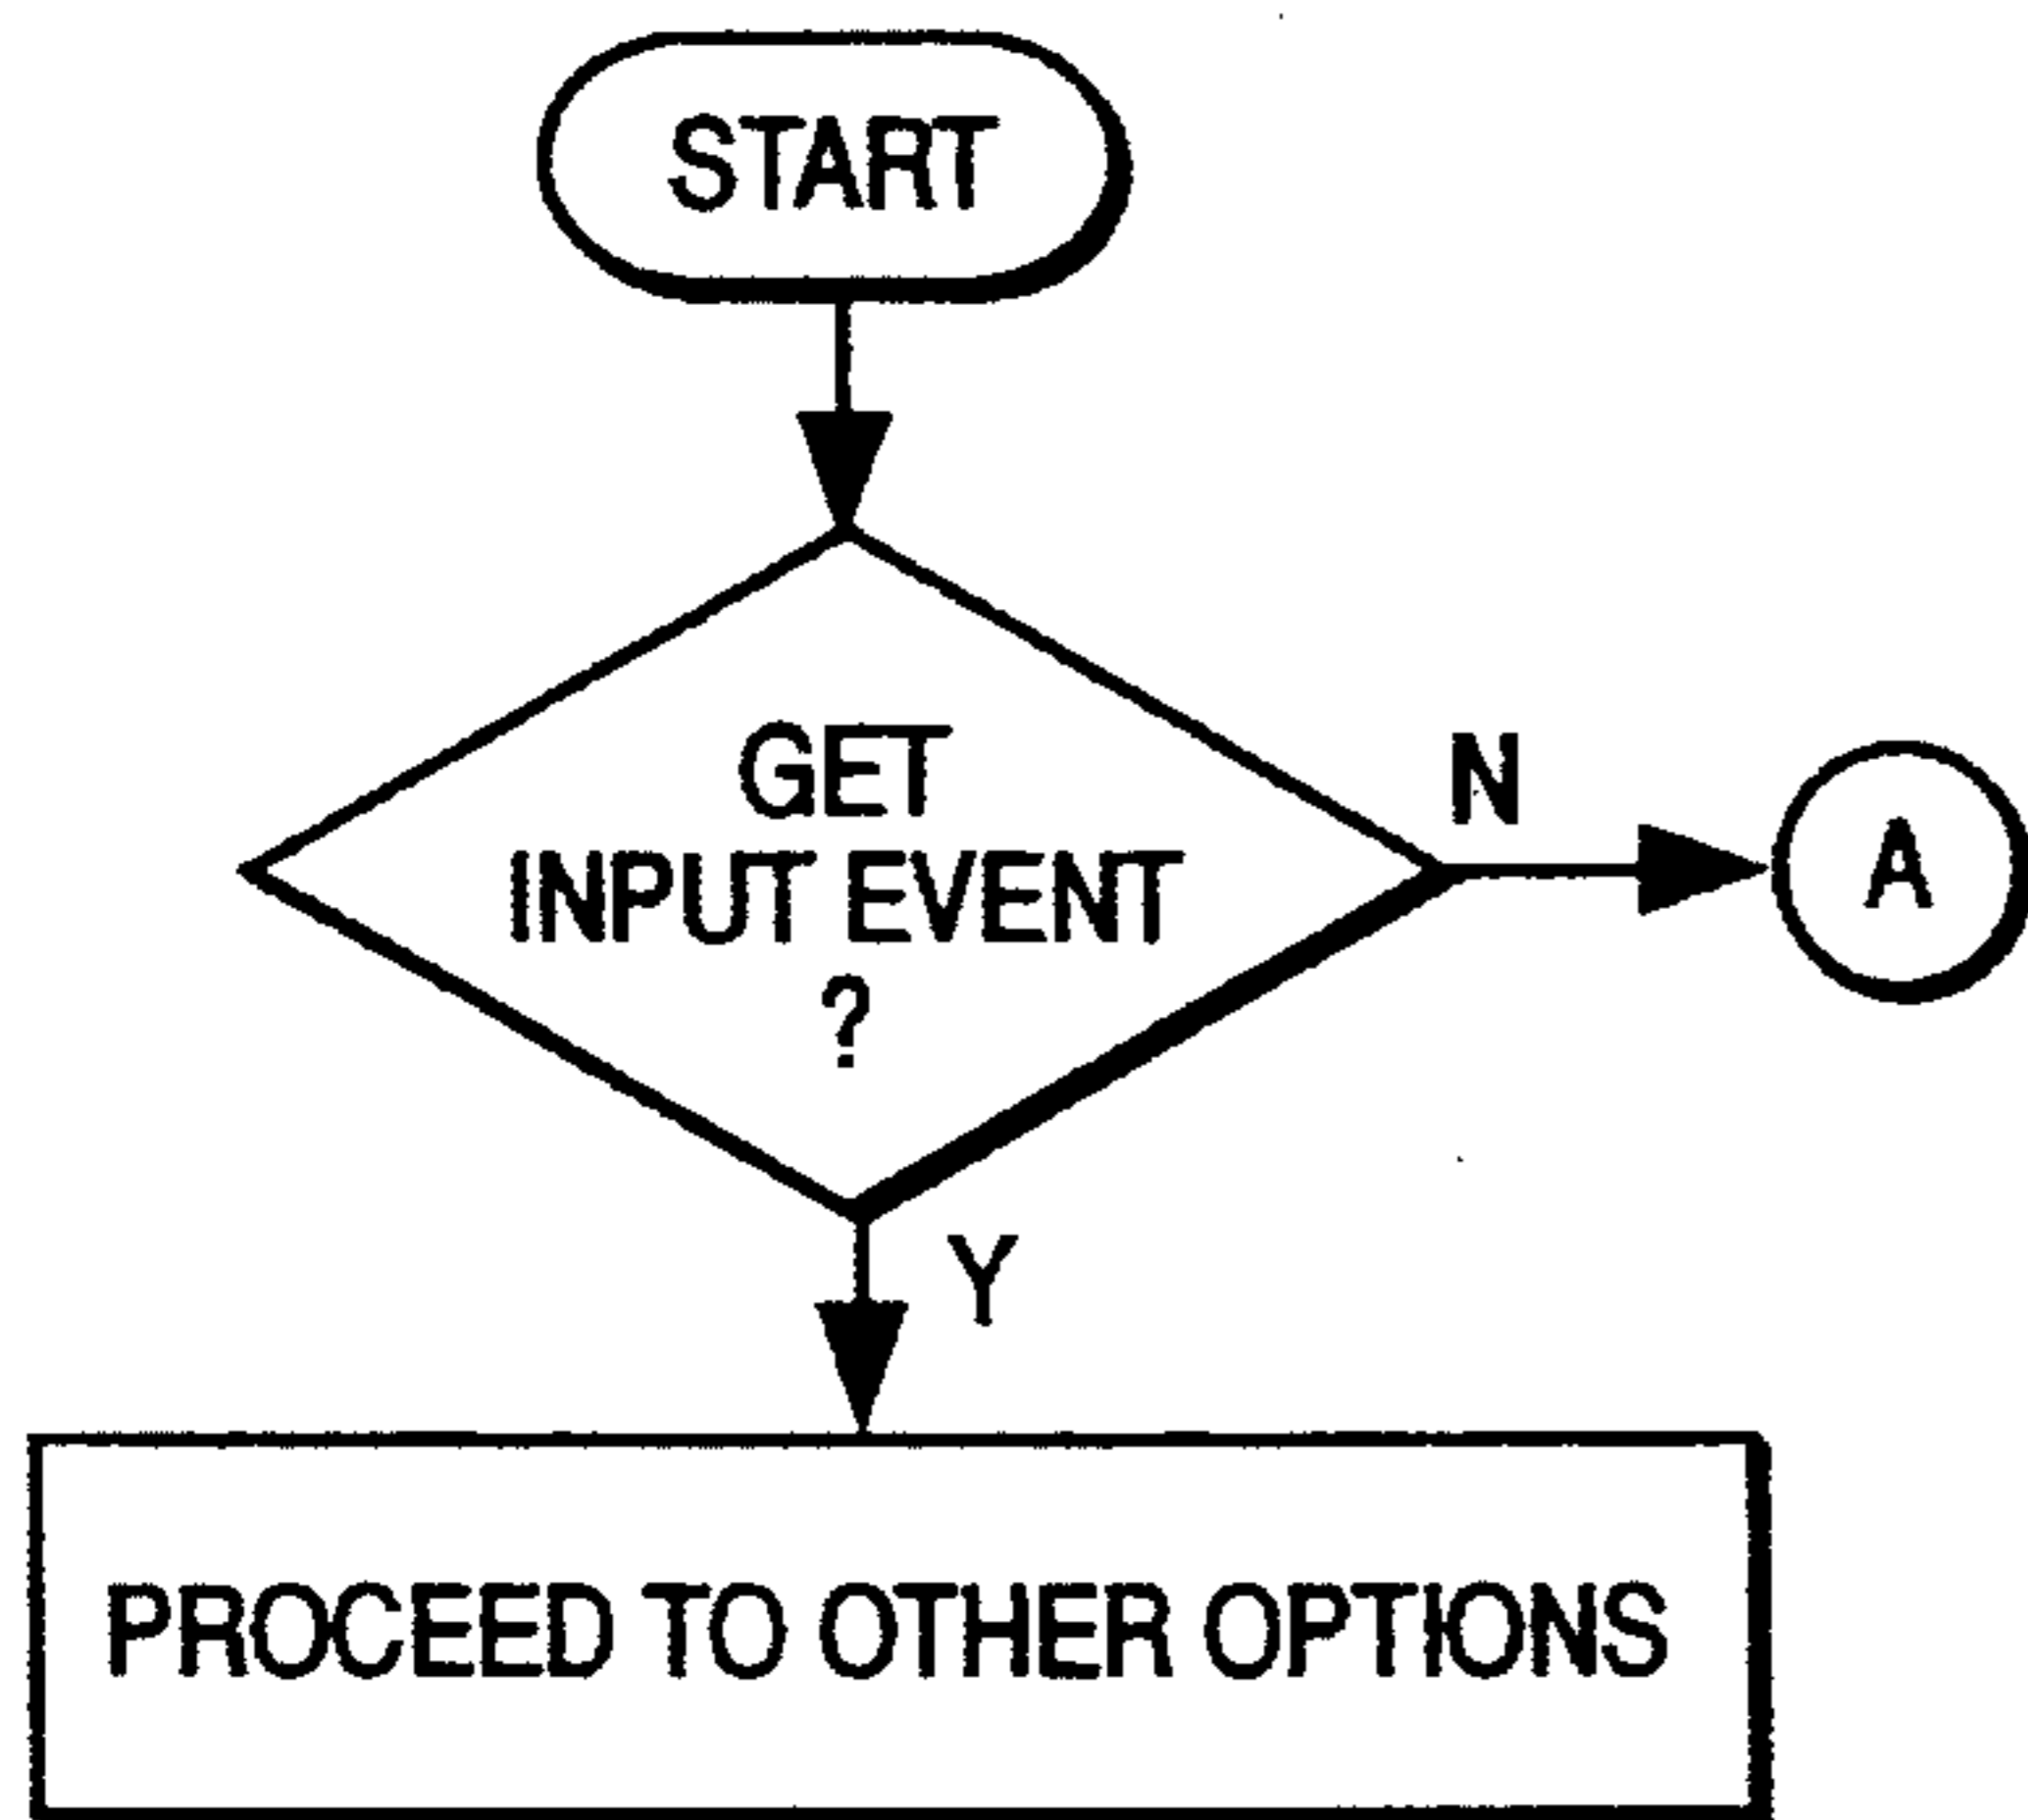 START
GET
INPUT EVENT
?
N
A
Y
PROCEED TO OTHER OPTIONS